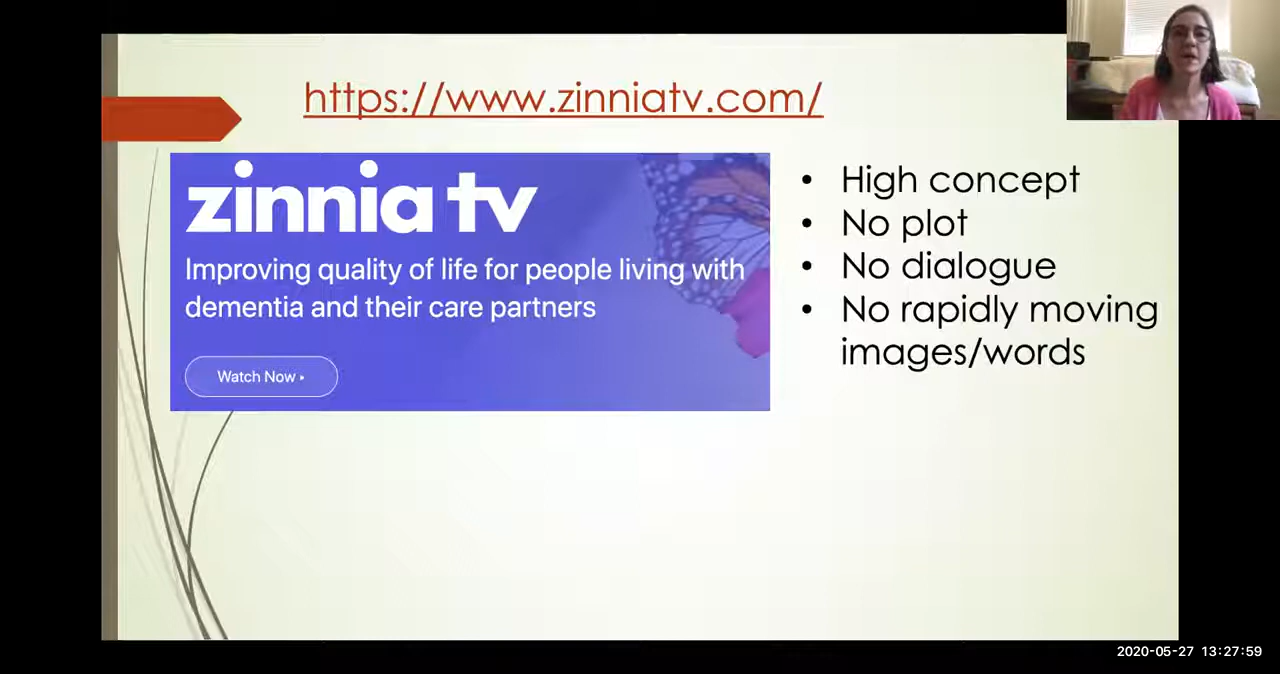 https://www.zinniatv.com/
zinnia tv
Improving quality of life for people living with
dementia and their care partners
Watch Now ▸
• High concept
• No plot
• No dialogue
• No rapidly moving
images/words
2020-05-27 13:27:59